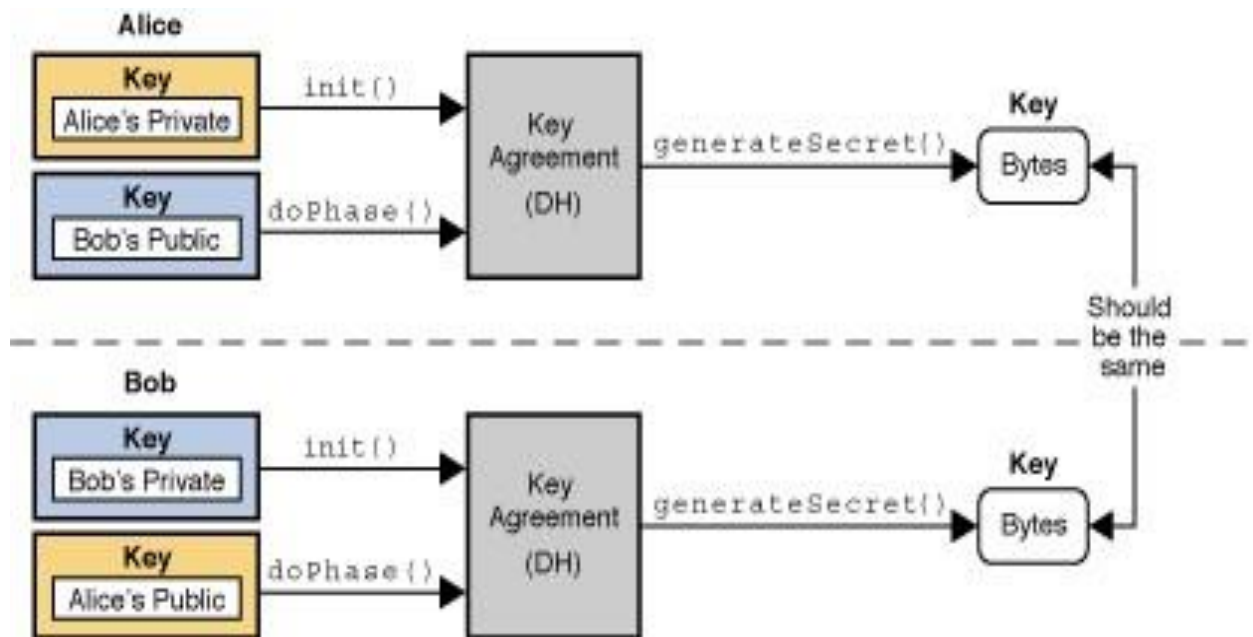 Alice
Key
Alice's Private
init()
Key
Bob's Public
doPhase()
Key
Agreement
(DH)
generateSecret()
Key
Bytes
Should
be the
same
Bob
Key
Bob's Private
init()
Key
Alice's Public
doPhase()
Key
Agreement
(DH)
generateSecret()
Key
Bytes